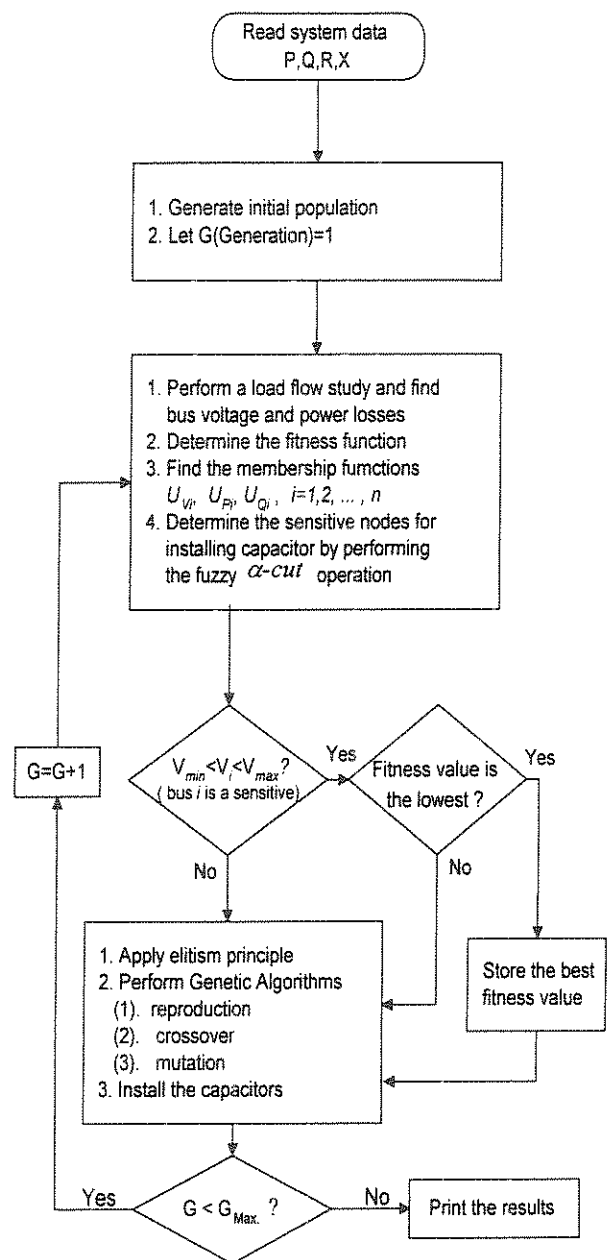 Read system data
P,Q,R,X
1. Generate initial population
2. Let G(Generation)=1
1. Perform a load flow study and find
bus voltage and power losses
2. Determine the fitness function
3. Find the membership fumctions
U_Vi, U_Pi, U_Qi, i=1,2, ... , n
4. Determine the sensitive nodes for
installing capacitor by performing
the fuzzy α-cut operation
G=G+1
V_min<V_i<V_max?
( bus i is a sensitive)
Yes
Fitness value is
the lowest ?
Yes
No
No
1. Apply elitism principle
2. Perform Genetic Algorithms
(1). reproduction
(2). crossover
(3). mutation
3. Install the capacitors
Store the best
fitness value
Yes
G < G_Max. ?
No
Print the results